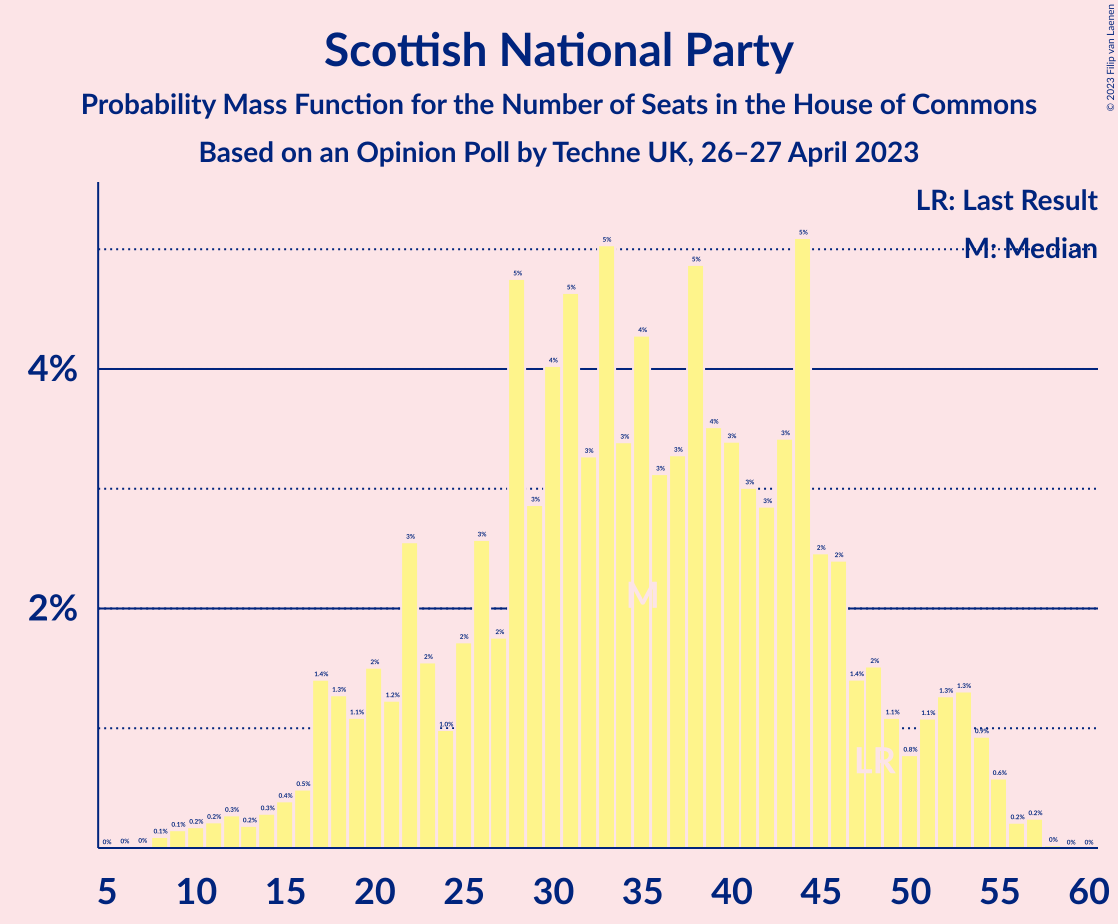 Scottish National Party
Probability Mass Function for the Number of Seats in the House of Commons
Based on an Opinion Poll by Techne UK, 26–27 April 2023
© 2023 Filip van Laenen
LR: Last Result
M: Median
4%
2%
0% 0% 0% 0.1% 0.1% 0.2% 0.2% 0.3% 0.2% 0.3% 0.4% 0.5% 1.4% 1.3% 1.1% 2% 1.2% 3% 2% 1.0% 2% 3% 2% 5% 3% 4% 5% 3% 5% 3% 4% 3% 3% 5% 4% 3% 3% 3% 3% 5% 2% 2% 1.4% 2% 1.1% 0.8% 1.1% 1.3% 1.3% 0.9% 0.6% 0.2% 0.2% 0% 0% 0%
M
LR
5 10 15 20 25 30 35 40 45 50 55 60